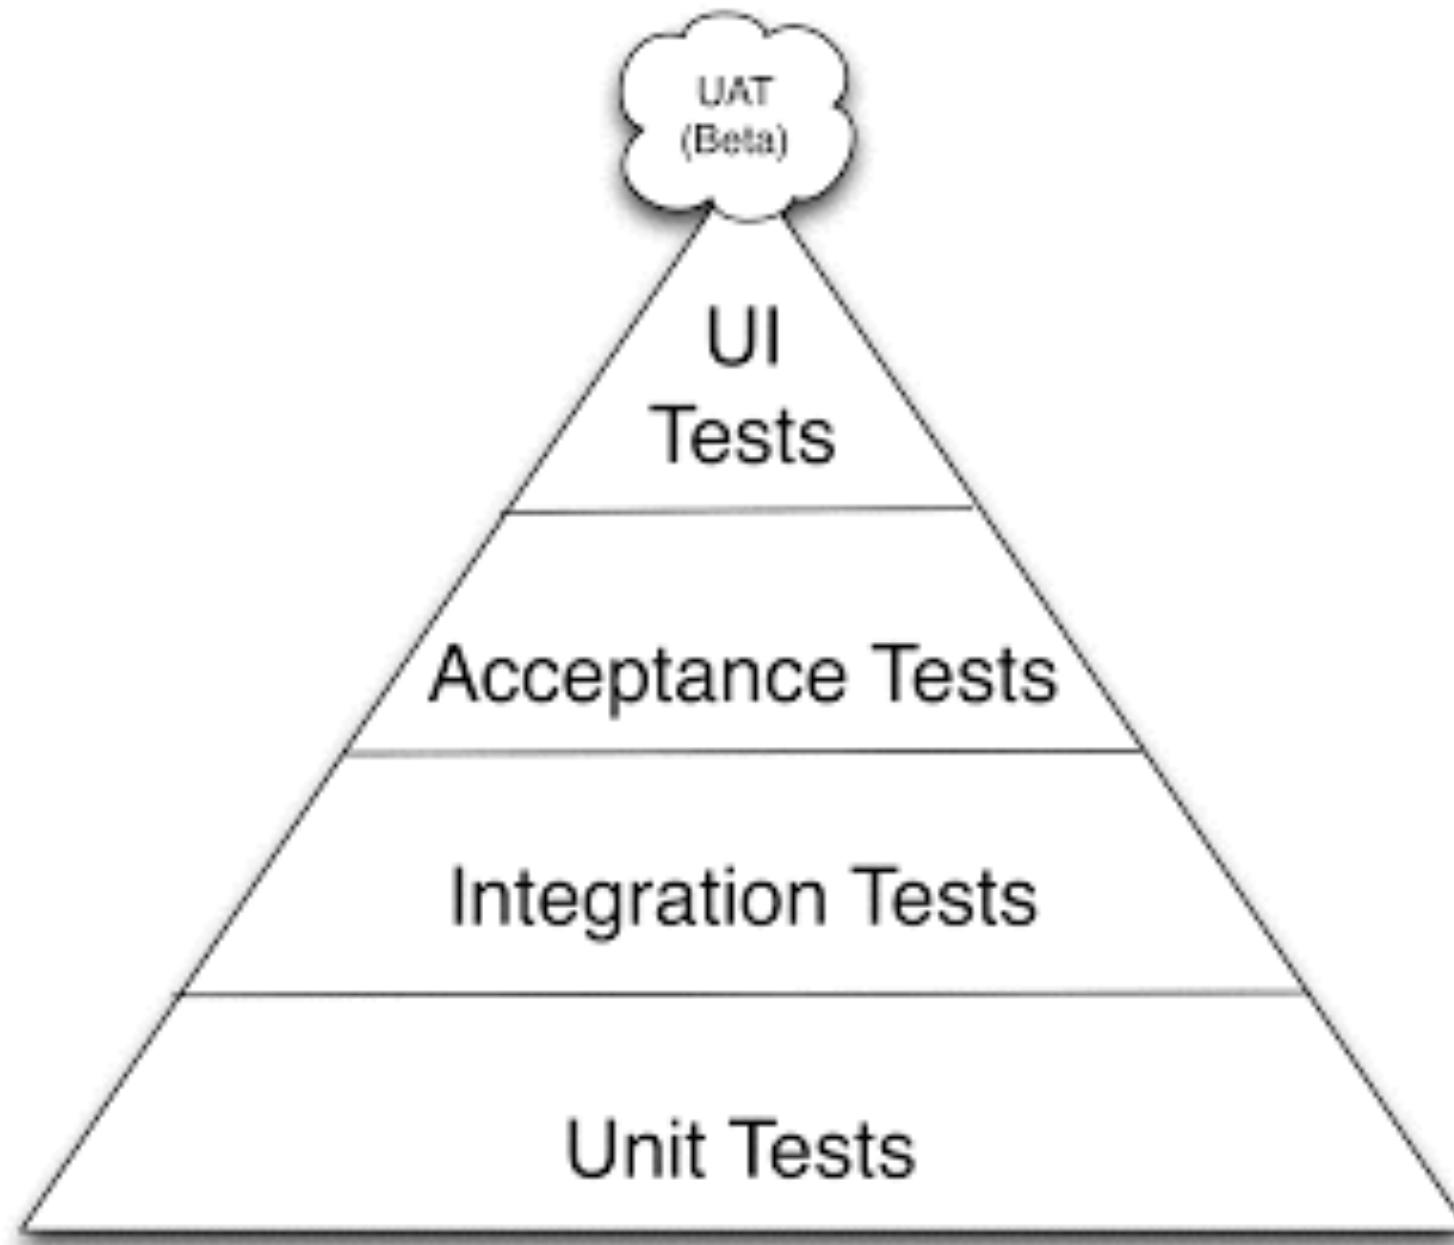 UAT
(Beta)
UI
Tests
Acceptance Tests
Integration Tests
Unit Tests